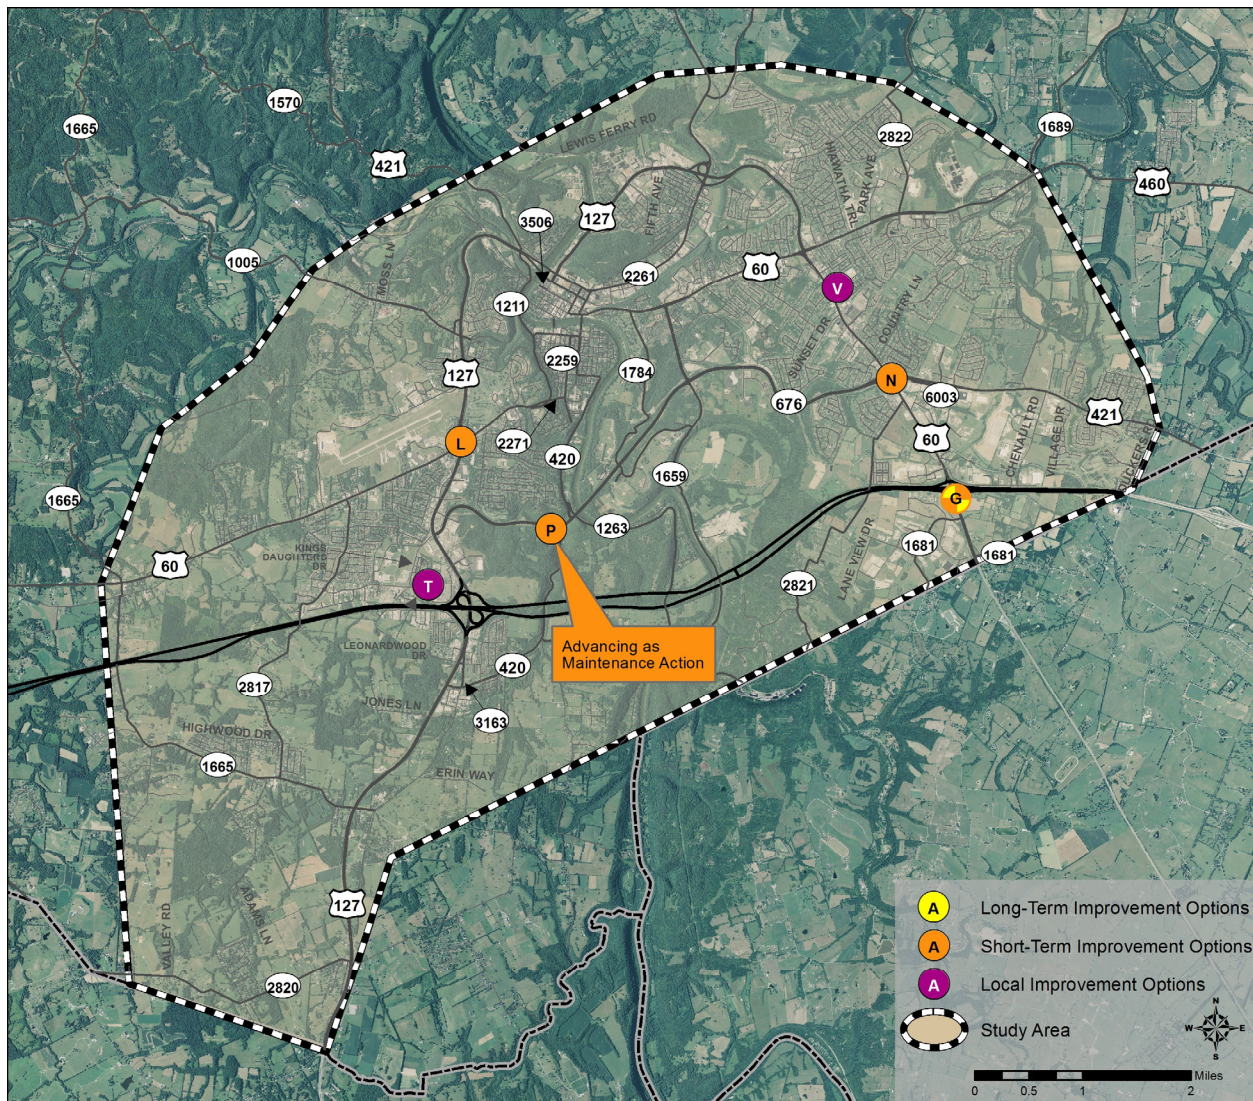 1570
1665
421
LEWIS FERRY RD
2822
1689
460
HIAWATHA TRL
PARK AVE
FIFTH AVE
3506
127
1005
MOSS LN
2261
60
1211
V
COUNTRY LN
SUNSET DR
2259
127
1784
N
676
6003
421
CHENAULT RD
VILLAGE DR
60
L
2271
420
1659
1665
G
P
1263
1681
1681
LANE VIEW DR
KINGS
DAUGHTERS
DR
60
T
2821
Advancing as
Maintenance Action
LEONARDWOOD
DR
420
2817
JONES LN
3163
HIGHWOOD DR
1665
ERIN WAY
127
VALLEY RD
ADAMS LN
2820
A Long-Term Improvement Options
A Short-Term Improvement Options
A Local Improvement Options
Study Area
N
W E
S
Miles
0 0.5 1 2